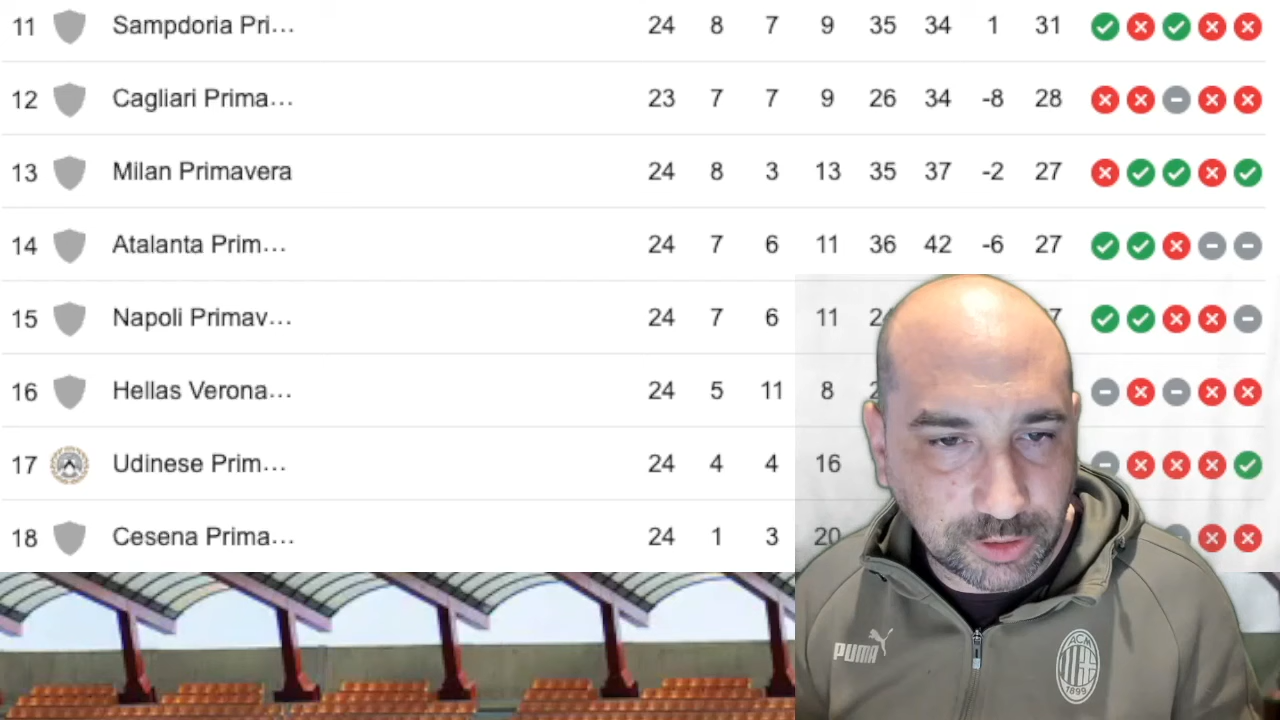 11 Sampdoria Pri... 24 8 7 9 35 34 1 31
12 Cagliari Prima... 23 7 7 9 26 34 -8 28
13 Milan Primavera 24 8 3 13 35 37 -2 27
14 Atalanta Prim... 24 7 6 11 36 42 -6 27
15 Napoli Primav... 24 7 6 11
16 Hellas Verona... 24 5 11 8
17 Udinese Prim... 24 4 4 16
18 Cesena Prima... 24 1 3 20
PUMA
ACM
1899